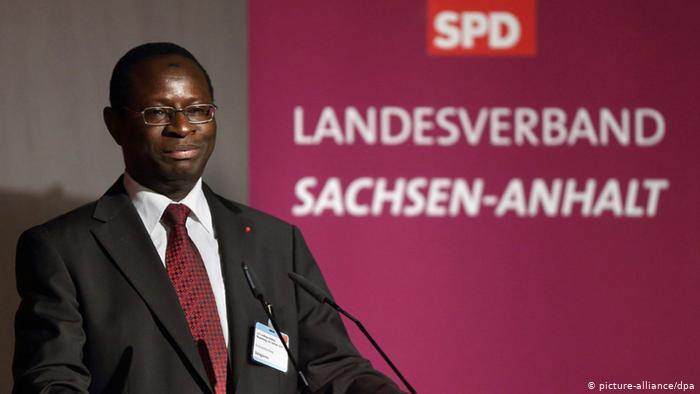 SPD
LANDESVERBAND
SACHSEN-ANHALT
© picture-alliance/dpa